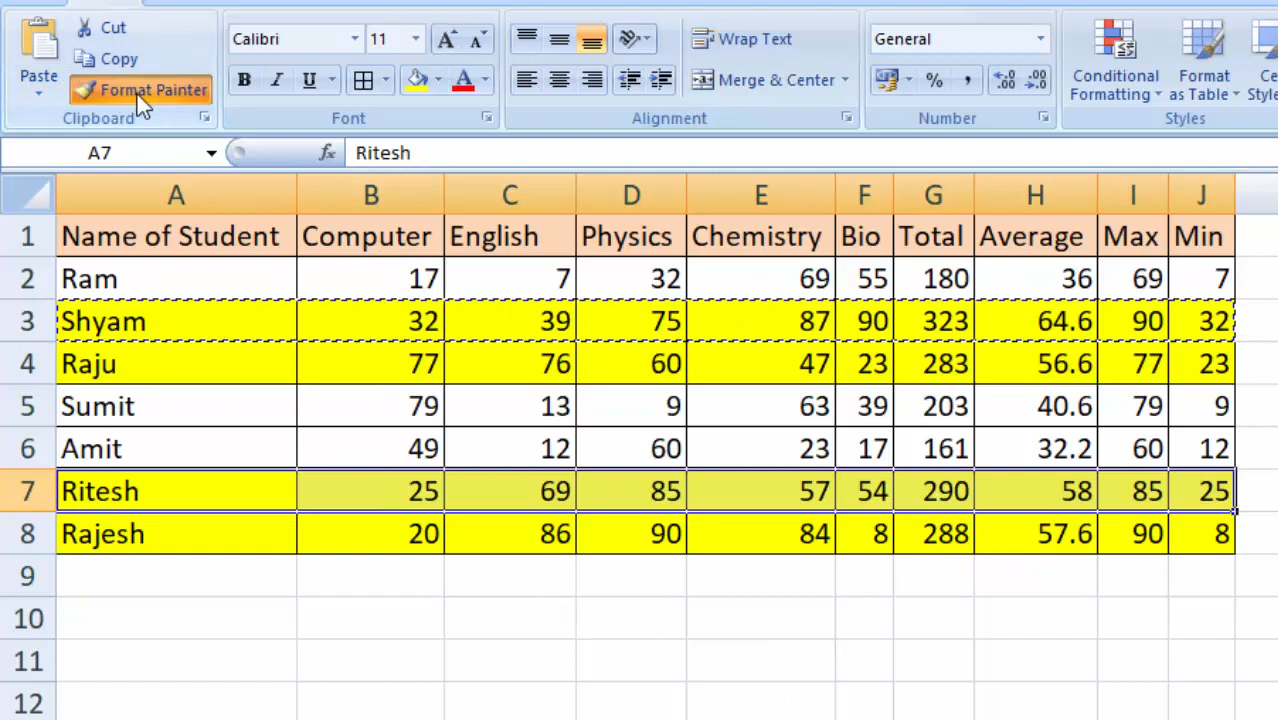 Cut
Copy
Format Painter
Paste
Clipboard
Calibri 11 A A
B I U A
Font
Wrap Text
Merge & Center
Alignment
General
% ,
Number
Conditional Formatting
Format as Table
Styles
A7 fx Ritesh
A B C D E F G H I J
1 Name of Student Computer English Physics Chemistry Bio Total Average Max Min
2 Ram 17 7 32 69 55 180 36 69 7
3 Shyam 32 39 75 87 90 323 64.6 90 32
4 Raju 77 76 60 47 23 283 56.6 77 23
5 Sumit 79 13 9 63 39 203 40.6 79 9
6 Amit 49 12 60 23 17 161 32.2 60 12
7 Ritesh 25 69 85 57 54 290 58 85 25
8 Rajesh 20 86 90 84 8 288 57.6 90 8
9
10
11
12